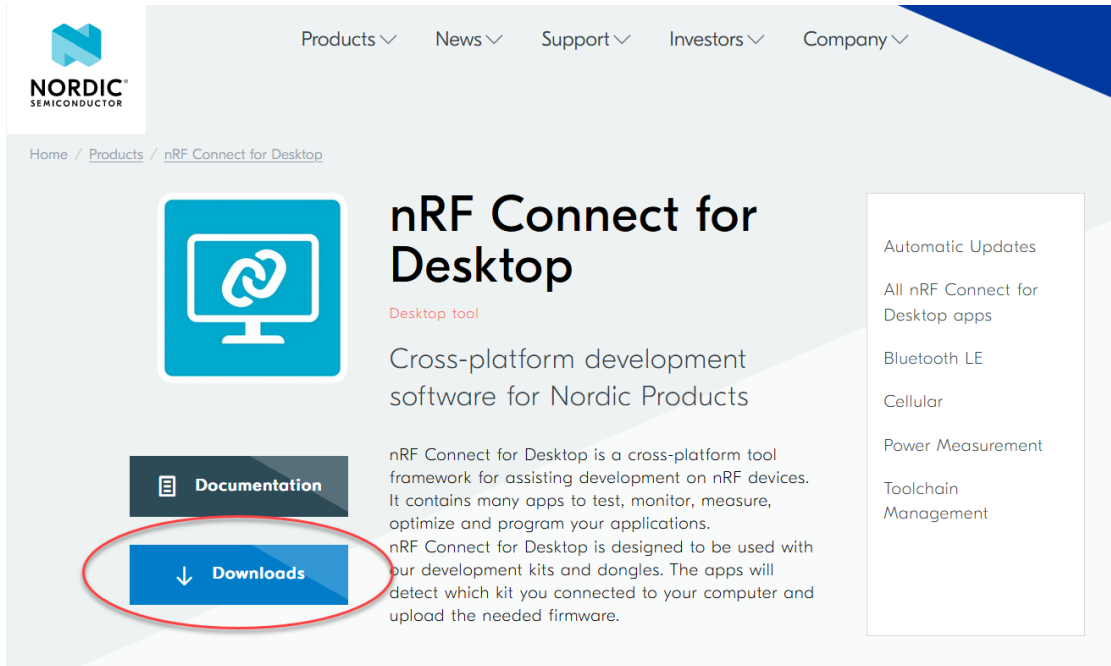 NORDIC®
SEMICONDUCTOR
Products News Support Investors Company
Home / Products / nRF Connect for Desktop
nRF Connect for
Desktop
Desktop tool
Cross-platform development
software for Nordic Products
nRF Connect for Desktop is a cross-platform tool
framework for assisting development on nRF devices.
It contains many apps to test, monitor, measure,
optimize and program your applications.
nRF Connect for Desktop is designed to be used with
our development kits and dongles. The apps will
detect which kit you connected to your computer and
upload the needed firmware.
Documentation
Downloads
Automatic Updates
All nRF Connect for
Desktop apps
Bluetooth LE
Cellular
Power Measurement
Toolchain
Management